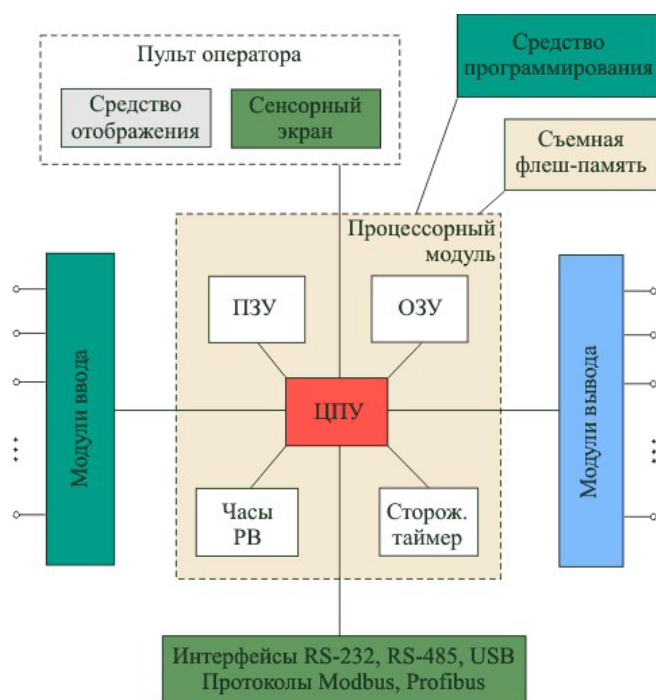 Пульт оператора
Средство
отображения
Сенсорный
экран
Средство
программирования
Съемная
флеш-память
Процессорный
модуль
ПЗУ
ОЗУ
ЦПУ
Часы
РВ
Сторож.
таймер
Модули ввода
Модули вывода
Интерфейсы RS-232, RS-485, USB
Протоколы Modbus, Profibus